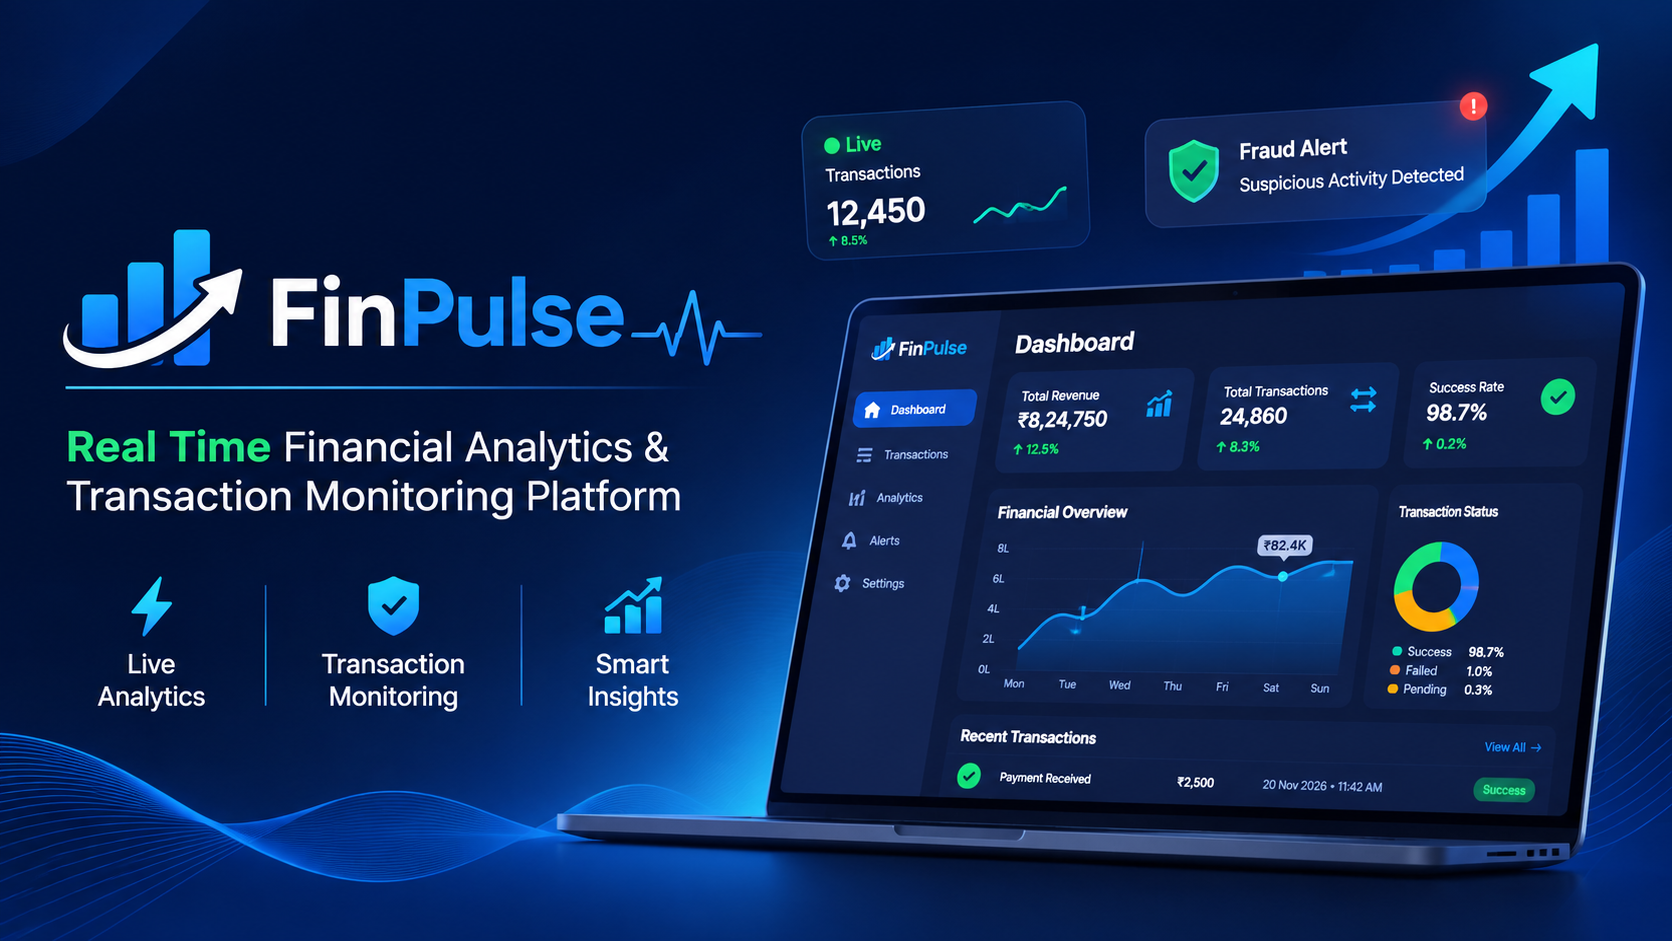 FinPulse
Real Time Financial Analytics &
Transaction Monitoring Platform
Live
Analytics
Transaction
Monitoring
Smart
Insights
Live
Transactions
12,450
↑ 8.5%
!
Fraud Alert
Suspicious Activity Detected
FinPulse
Dashboard
Transactions
Analytics
Alerts
Settings
Dashboard
Total Revenue
₹8,24,750
↑ 12.5%
Total Transactions
24,860
↑ 8.3%
Success Rate
98.7%
↑ 0.2%
Financial Overview
8L
6L
4L
2L
0L
₹82.4K
Mon Tue Wed Thu Fri Sat Sun
Transaction Status
Success 98.7%
Failed 1.0%
Pending 0.3%
Recent Transactions
View All →
Payment Received ₹2,500 20 Nov 2026 • 11:42 AM Success